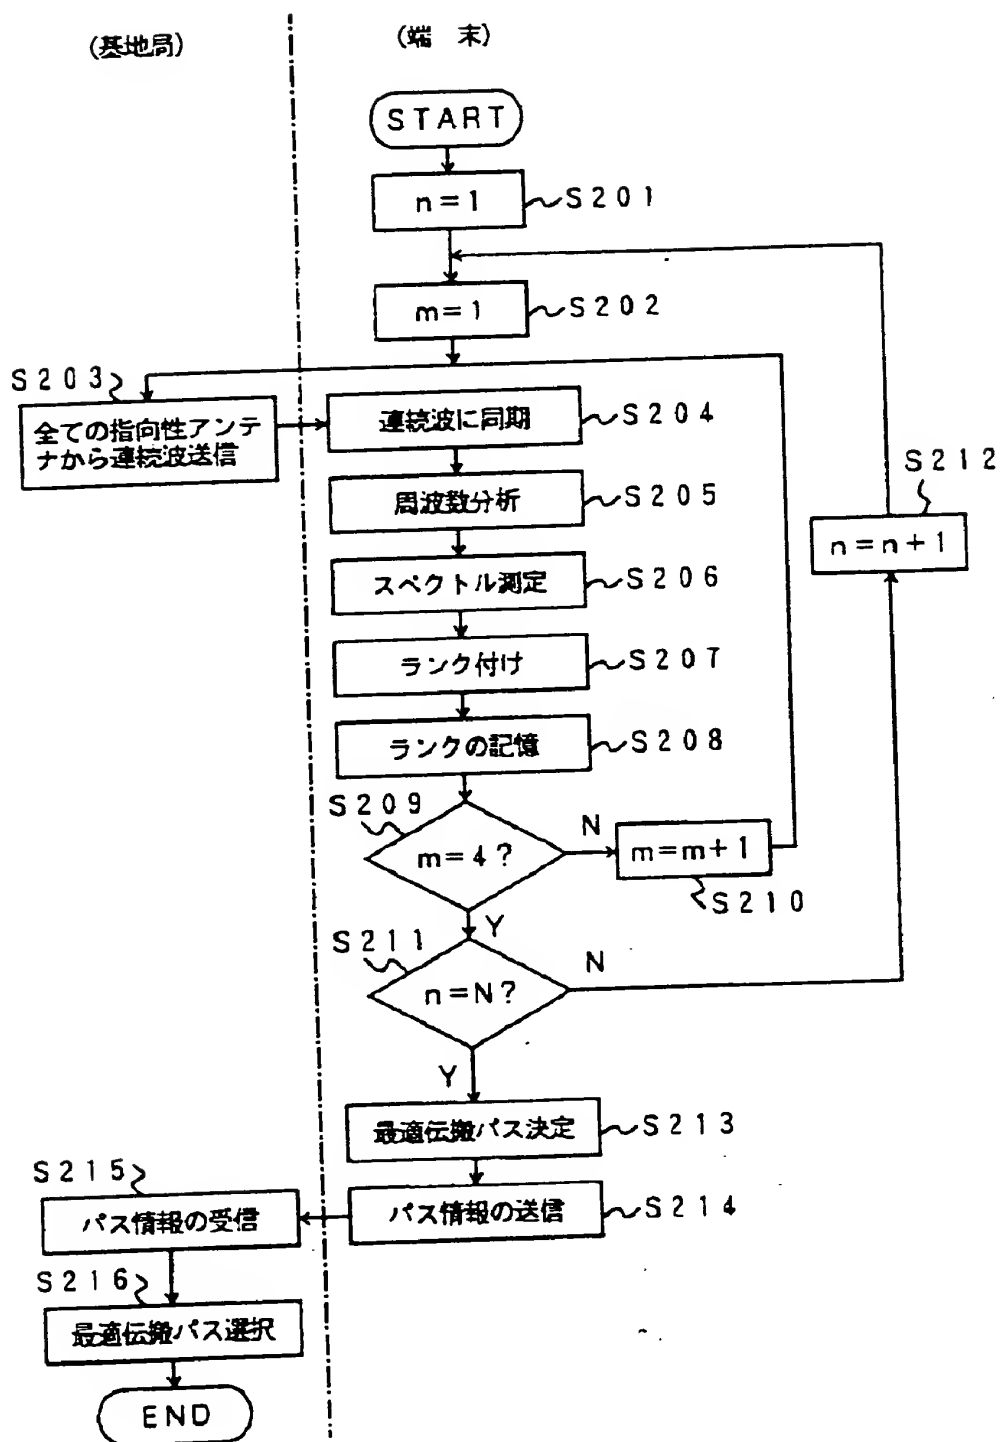 (基地局)
(端 末)
START
n=1
S201
m=1
S202
S203
全ての指向性アンテ
ナから連続波送信
連続波に同期
S204
周波数分析
S205
S212
n=n+1
スペクトル測定
S206
ランク付け
S207
ランクの記憶
S208
S209
m=4?
N
m=m+1
S210
Y
S211
n=N?
N
Y
最適伝搬パス決定
S213
S215
パス情報の受信
パス情報の送信
S214
S216
最適伝搬パス選択
END